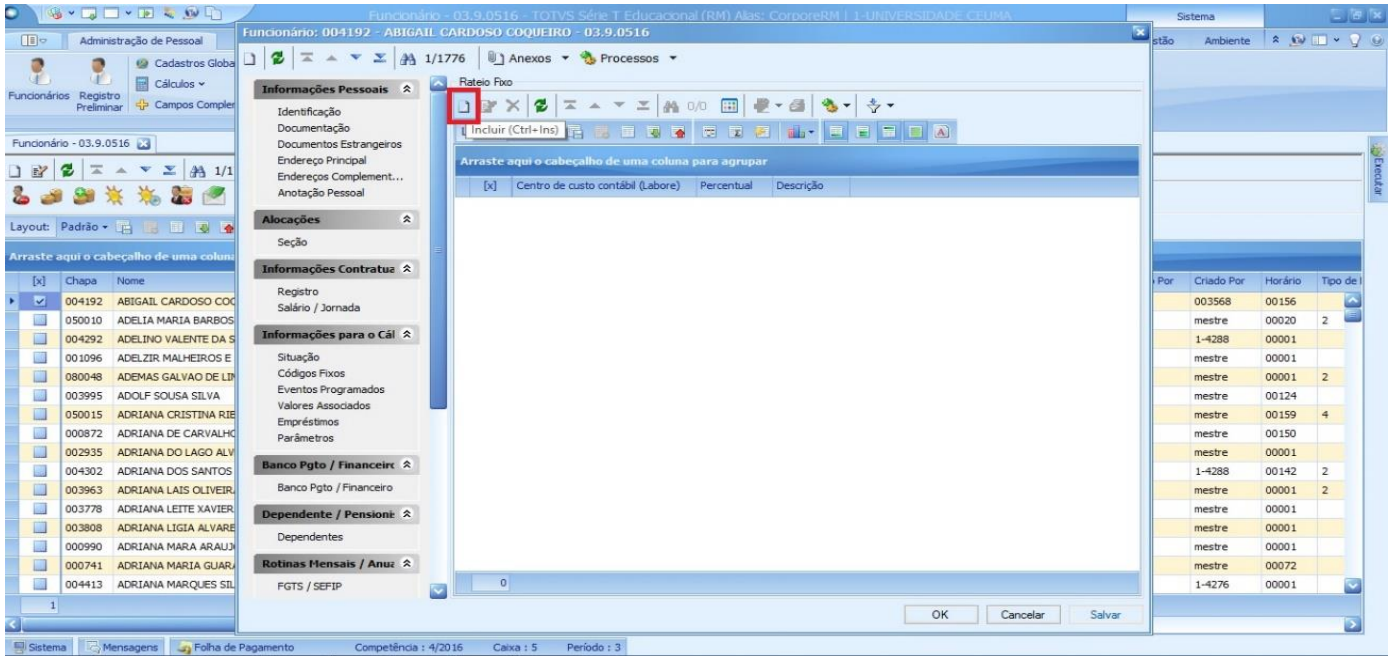 Funcionário - 03.9.0516 - TOTVS Série T Educacional (RM) Alias: CorporeRM | 1-UNIVERSIDADE CEUMA
Sistema
Administração de Pessoal
stão Ambiente
Funcionários
Registro Preliminar
Cadastros Globa
Cálculos
Campos Compler
Funcionário - 03.9.0516
1/1
Layout: Padrão
Arraste aqui o cabeçalho de uma coluna
[x] Chapa Nome
004192 ABIGAIL CARDOSO COQ
050010 ADELIA MARIA BARBOS
004292 ADELINO VALENTE DA S
001096 ADELZIR MALHEIROS E
080048 ADEMAS GALVAO DE LIM
003995 ADOLF SOUSA SILVA
050015 ADRIANA CRISTINA RIB
000872 ADRIANA DE CARVALHO
002935 ADRIANA DO LAGO ALV
004302 ADRIANA DOS SANTOS
003963 ADRIANA LAIS OLIVEIR
003778 ADRIANA LEITE XAVIER
003808 ADRIANA LIGIA ALVARE
000990 ADRIANA MARA ARAUJ
000741 ADRIANA MARIA GUAR
004413 ADRIANA MARQUES SIL
1
Funcionário: 004192 - ABIGAIL CARDOSO COQUEIRO - 03.9.0516
1/1776 Anexos Processos
Informações Pessoais
Identificação
Documentação
Documentos Estrangeiros
Endereço Principal
Endereços Complement...
Anotação Pessoal
Alocações
Seção
Informações Contratua
Registro
Salário / Jornada
Informações para o Cál
Situação
Códigos Fixos
Eventos Programados
Valores Associados
Empréstimos
Parâmetros
Banco Pgto / Financeirc
Banco Pgto / Financeiro
Dependente / Pensioni
Dependentes
Rotinas Mensais / Anua
FGTS / SEFIP
Rateio Fixo
0/0
Incluir (Ctrl+Ins)
Arraste aqui o cabeçalho de uma coluna para agrupar
[x] Centro de custo contábil (Labore) Percentual Descrição
0
OK Cancelar Salvar
Executar
Por Criado Por Horário Tipo de
003568 00156
mestre 00020 2
1-4288 00001
mestre 00001
mestre 00001 2
mestre 00124
mestre 00159 4
mestre 00150
mestre 00001
1-4288 00142 2
mestre 00001 2
mestre 00001
mestre 00001
mestre 00001
mestre 00072
1-4276 00001
Sistema Mensagens Folha de Pagamento Competência : 4/2016 Caixa : 5 Período : 3